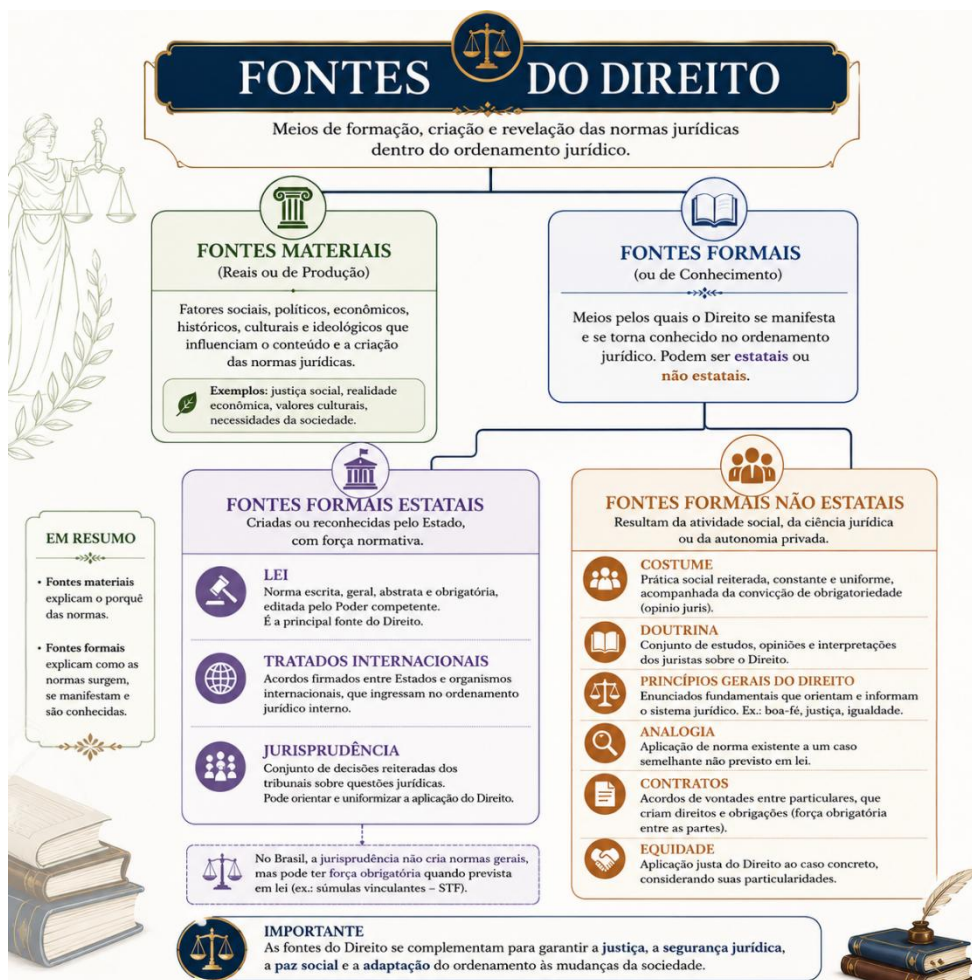 FONTES DO DIREITO
Meios de formação, criação e revelação das normas jurídicas
dentro do ordenamento jurídico.
FONTES MATERIAIS
(Reais ou de Produção)
Fatores sociais, políticos, econômicos,
históricos, culturais e ideológicos que
influenciam o conteúdo e a criação
das normas jurídicas.
Exemplos: justiça social, realidade
econômica, valores culturais,
necessidades da sociedade.
FONTES FORMAIS
(ou de Conhecimento)
Meios pelos quais o Direito se manifesta
e se torna conhecido no ordenamento
jurídico. Podem ser estatais ou
não estatais.
EM RESUMO
• Fontes materiais
explicam o porquê
das normas.
• Fontes formais
explicam como as
normas surgem,
se manifestam e
são conhecidas.
FONTES FORMAIS ESTATAIS
Criadas ou reconhecidas pelo Estado,
com força normativa.
LEI
Norma escrita, geral, abstrata e obrigatória,
editada pelo Poder competente.
É a principal fonte do Direito.
TRATADOS INTERNACIONAIS
Acordos firmados entre Estados e organismos
internacionais, que ingressam no ordenamento
jurídico interno.
JURISPRUDÊNCIA
Conjunto de decisões reiteradas dos
tribunais sobre questões jurídicas.
Pode orientar e uniformizar a aplicação do Direito.
No Brasil, a jurisprudência não cria normas gerais,
mas pode ter força obrigatória quando prevista
em lei (ex.: súmulas vinculantes – STF).
FONTES FORMAIS NÃO ESTATAIS
Resultam da atividade social, da ciência jurídica
ou da autonomia privada.
COSTUME
Prática social reiterada, constante e uniforme,
acompanhada da convicção de obrigatoriedade
(opinio juris).
DOUTRINA
Conjunto de estudos, opiniões e interpretações
dos juristas sobre o Direito.
PRINCÍPIOS GERAIS DO DIREITO
Enunciados fundamentais que orientam e informam
o sistema jurídico. Ex.: boa-fé, justiça, igualdade.
ANALOGIA
Aplicação de norma existente a um caso
semelhante não previsto em lei.
CONTRATOS
Acordos de vontades entre particulares, que
criam direitos e obrigações (força obrigatória
entre as partes).
EQUIDADE
Aplicação justa do Direito ao caso concreto,
considerando suas particularidades.
IMPORTANTE
As fontes do Direito se complementam para garantir a justiça, a segurança jurídica,
a paz social e a adaptação do ordenamento às mudanças da sociedade.